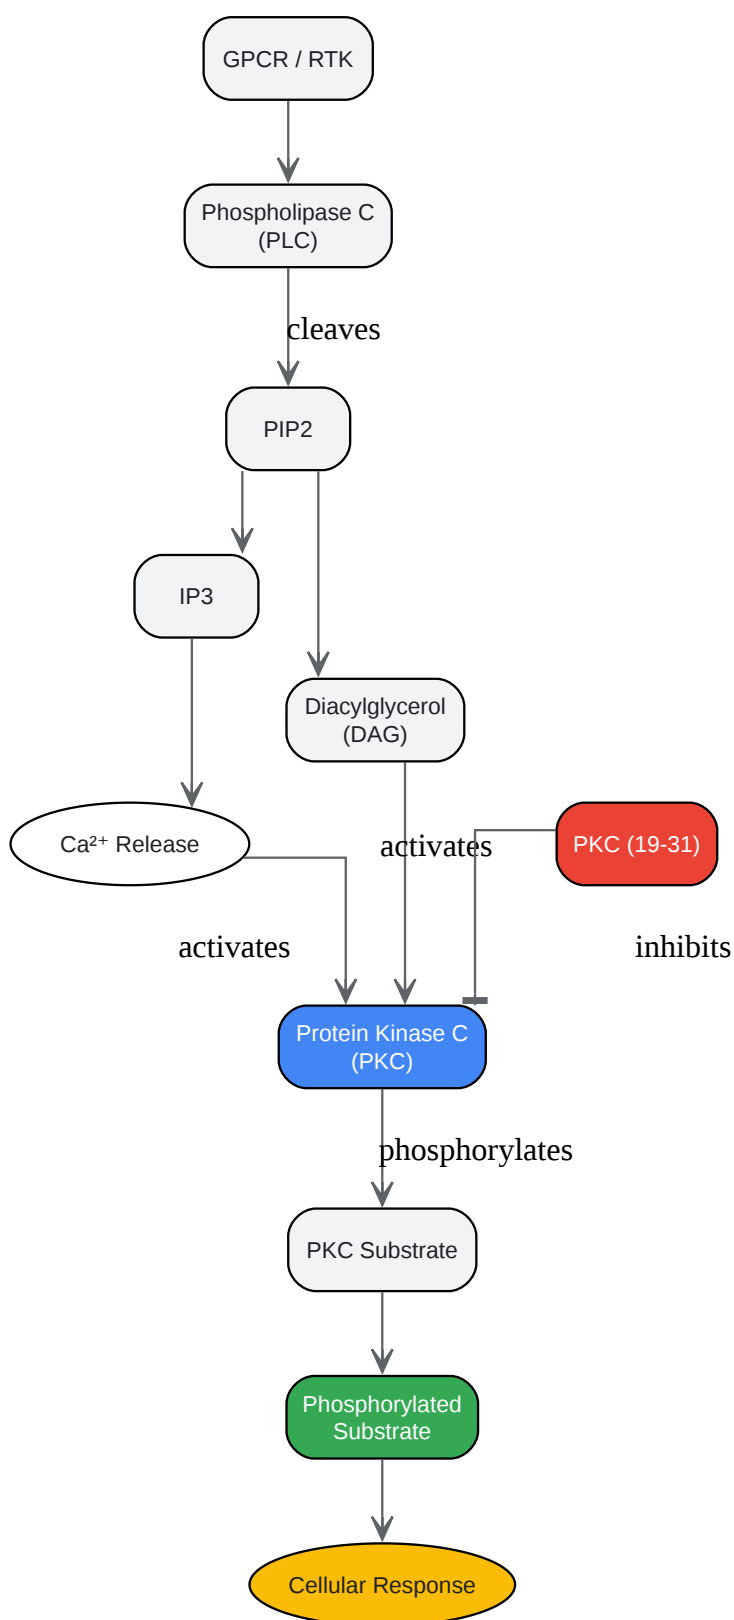 GPCR / RTK
Phospholipase C
(PLC)
cleaves
PIP2
IP3
Diacylglycerol
(DAG)
Ca²⁺ Release
activates
PKC (19-31)
activates
inhibits
Protein Kinase C
(PKC)
phosphorylates
PKC Substrate
Phosphorylated
Substrate
Cellular Response